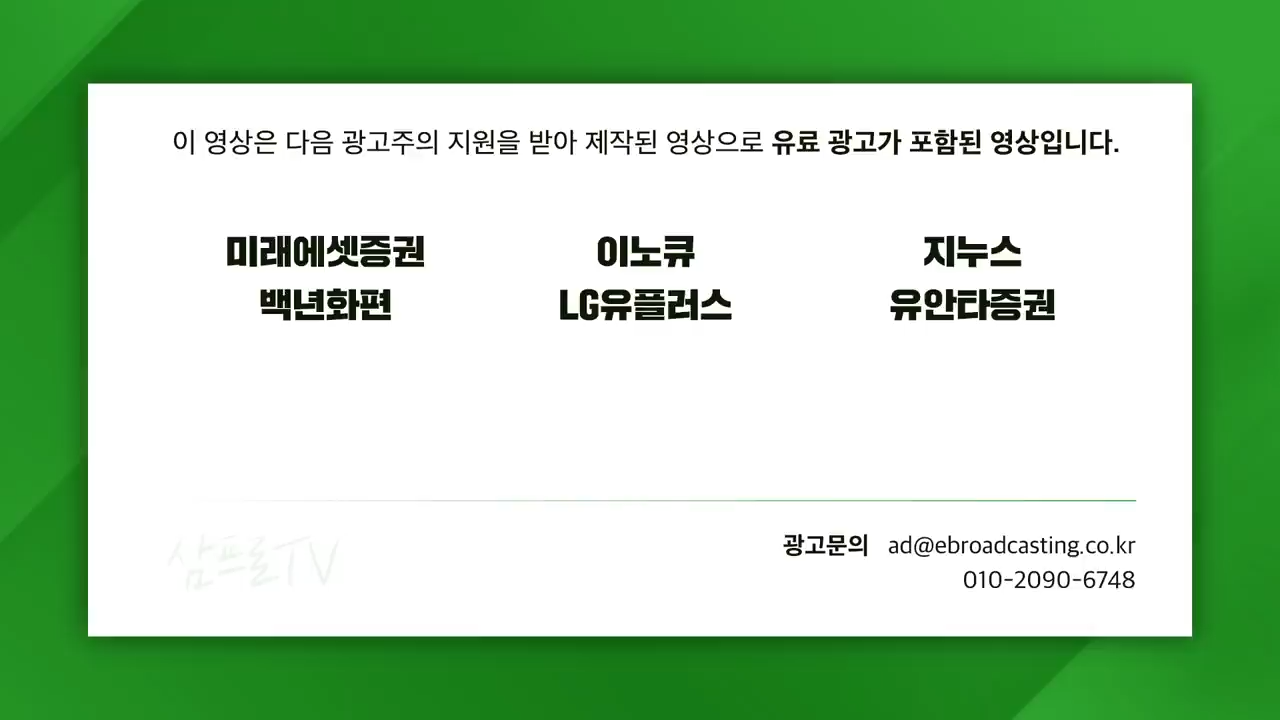 이 영상은 다음 광고주의 지원을 받아 제작된 영상으로 유료 광고가 포함된 영상입니다.
미래에셋증권 이노큐 지누스
백년화편 LG유플러스 유안타증권
삼프로TV
광고문의 ad@ebroadcasting.co.kr
010-2090-6748